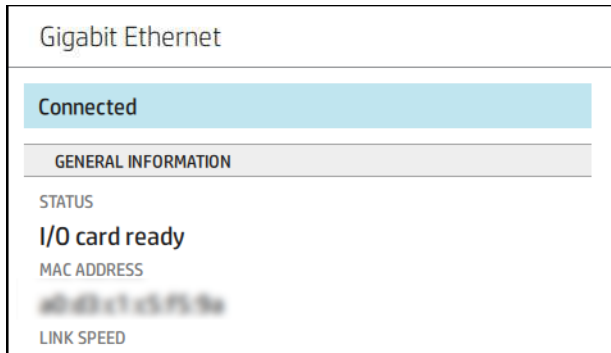 Gigabit Ethernet
Connected
GENERAL INFORMATION
STATUS
I/O card ready
MAC ADDRESS
LINK SPEED